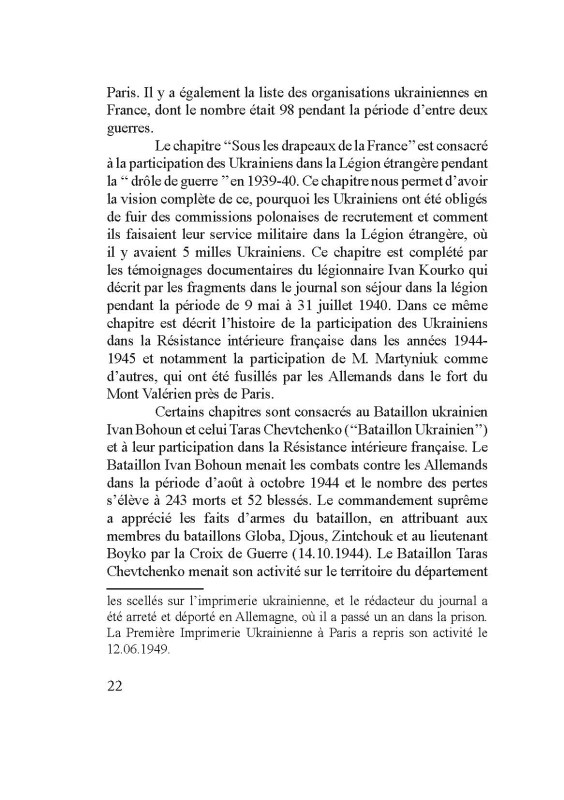 Paris. Il y a également la liste des organisations ukrainiennes en
France, dont le nombre était 98 pendant la période d’entre deux
guerres.
Le chapitre “Sous les drapeaux de la France” est consacré
à la participation des Ukrainiens dans la Légion étrangère pendant
la “ drôle de guerre ” en 1939-40. Ce chapitre nous permet d’avoir
la vision complète de ce, pourquoi les Ukrainiens ont été obligés
de fuir des commissions polonaises de recrutement et comment
ils faisaient leur service militaire dans la Légion étrangère, où
il y avaient 5 milles Ukrainiens. Ce chapitre est complété par
les témoignages documentaires du légionnaire Ivan Kourko qui
décrit par les fragments dans le journal son séjour dans la légion
pendant la période de 9 mai à 31 juillet 1940. Dans ce même
chapitre est décrit l’histoire de la participation des Ukrainiens
dans la Résistance intérieure française dans les années 1944-
1945 et notamment la participation de M. Martyniuk comme
d’autres, qui ont été fusillés par les Allemands dans le fort du
Mont Valérien près de Paris.
Certains chapitres sont consacrés au Bataillon ukrainien
Ivan Bohoun et celui Taras Chevtchenko (“Bataillon Ukrainien”)
et à leur participation dans la Résistance intérieure française. Le
Bataillon Ivan Bohoun menait les combats contre les Allemands
dans la période d’août à octobre 1944 et le nombre des pertes
s’élève à 243 morts et 52 blessés. Le commandement suprême
a apprécié les faits d’armes du bataillon, en attribuant aux
membres du bataillons Globa, Djous, Zintchouk et au lieutenant
Boyko par la Croix de Guerre (14.10.1944). Le Bataillon Taras
Chevtchenko menait son activité sur le territoire du département
les scellés sur l’imprimerie ukrainienne, et le rédacteur du journal a
été arreté et déporté en Allemagne, où il a passé un an dans la prison.
La Première Imprimerie Ukrainienne à Paris a repris son activité le
12.06.1949.
22